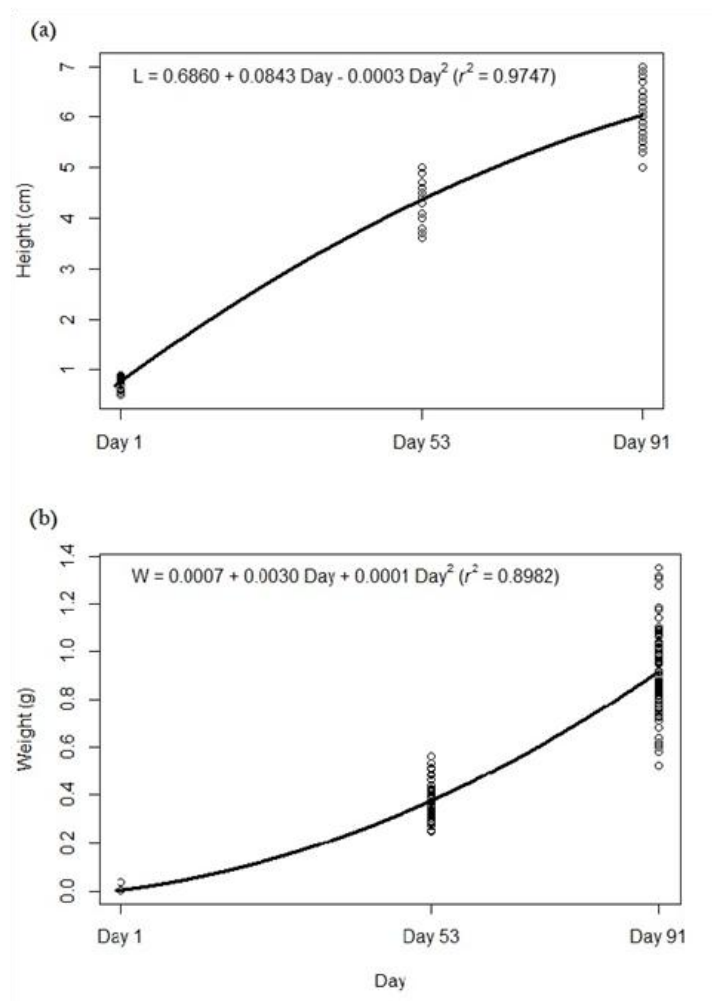 (a)
L = 0.6860 + 0.0843 Day - 0.0003 Day² (r² = 0.9747)
7
6
5
4
3
2
1
Height (cm)
Day 1 Day 53 Day 91
(b)
W = 0.0007 + 0.0030 Day + 0.0001 Day² (r² = 0.8982)
1.4
1.2
1.0
0.8
0.6
0.4
0.2
0.0
Weight (g)
Day 1 Day 53 Day 91
Day